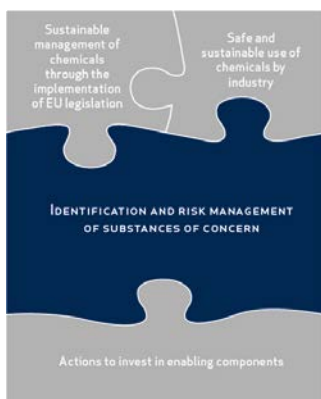 Sustainable
management of
chemicals
through the
implementation
of EU legislation
Safe and
sustainable use of
chemicals by
industry
IDENTIFICATION AND RISK MANAGEMENT
OF SUBSTANCES OF CONCERN
Actions to invest in enabling components